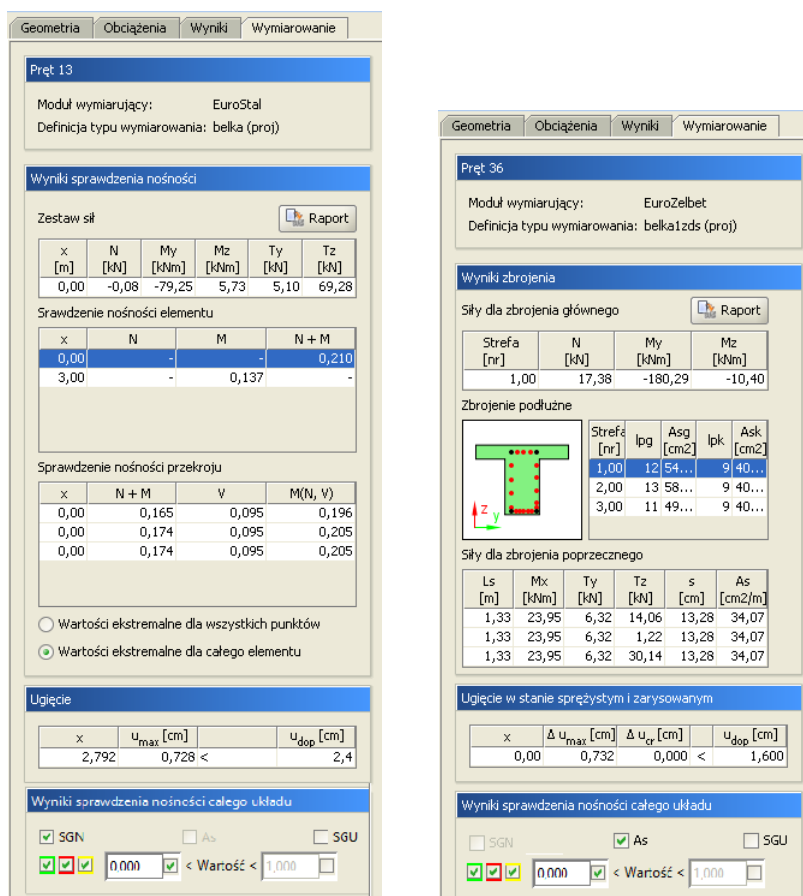 Geometria Obciążenia Wyniki Wymiarowanie
Pręt 13
Moduł wymiarujący: EuroStal
Definicja typu wymiarowania: belka (proj)
Wyniki sprawdzenia nośności
Zestaw sił Raport
x [m] N [kN] My [kNm] Mz [kNm] Ty [kN] Tz [kN]
0,00 -0,08 -79,25 5,73 5,10 69,28
Srawdzenie nośności elementu
x N M N + M
0,00 - - 0,210
3,00 - 0,137 -
Sprawdzenie nośności przekroju
x N + M V M(N, V)
0,00 0,165 0,095 0,196
0,00 0,174 0,095 0,205
0,00 0,174 0,095 0,205
Wartości ekstremalne dla wszystkich punktów
Wartości ekstremalne dla całego elementu
Ugięcie
x umax [cm] udop [cm]
2,792 0,728 < 2,4
Wyniki sprawdzenia nośności całego układu
SGN As SGU
0,000 < Wartość < 1,000
Geometria Obciążenia Wyniki Wymiarowanie
Pręt 36
Moduł wymiarujący: EuroZelbet
Definicja typu wymiarowania: belka1zds (proj)
Wyniki zbrojenia
Siły dla zbrojenia głównego Raport
Strefa [nr] N [kN] My [kNm] Mz [kNm]
1,00 17,38 -180,29 -10,40
Zbrojenie podłużne
z y
Strefa [nr] lpg Asg [cm2] lpk Ask [cm2]
1,00 12 54... 9 40...
2,00 13 58... 9 40...
3,00 11 49... 9 40...
Siły dla zbrojenia poprzecznego
Ls [m] Mx [kNm] Ty [kN] Tz [kN] s [cm] As [cm2/m]
1,33 23,95 6,32 14,06 13,28 34,07
1,33 23,95 6,32 1,22 13,28 34,07
1,33 23,95 6,32 30,14 13,28 34,07
Ugięcie w stanie sprężystym i zarysowanym
x Δ umax [cm] Δ ucr [cm] udop [cm]
0,00 0,732 0,000 < 1,600
Wyniki sprawdzenia nośności całego układu
SGN As SGU
0,000 < Wartość < 1,000